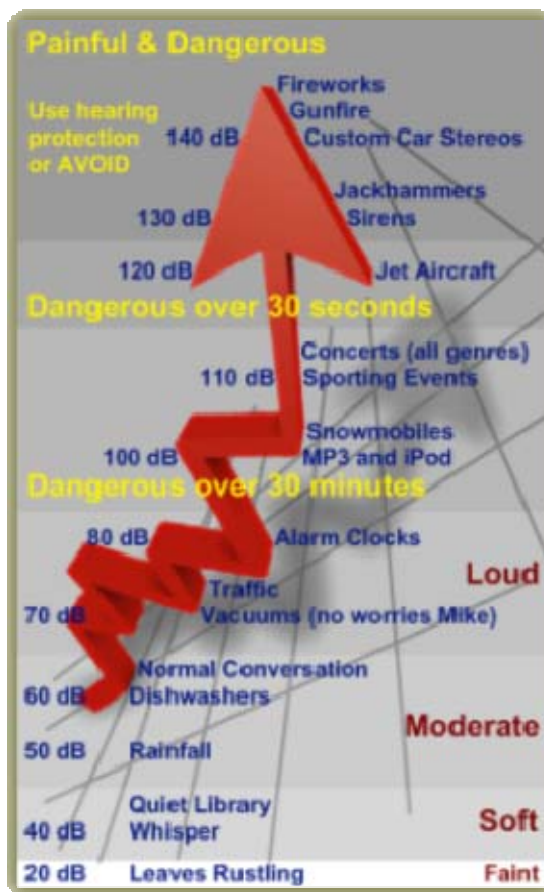 Painful & Dangerous
Fireworks
Use hearing
protection
or AVOID
Gunfire
140 dB Custom Car Stereos
Jackhammers
130 dB Sirens
120 dB Jet Aircraft
Dangerous over 30 seconds
Concerts (all genres)
110 dB Sporting Events
Snowmobiles
100 dB MP3 and iPod
Dangerous over 30 minutes
80 dB Alarm Clocks
Loud
Traffic
70 dB Vacuums (no worries Mike)
Normal Conversation
60 dB Dishwashers
Moderate
50 dB Rainfall
Quiet Library
Soft
40 dB Whisper
20 dB Leaves Rustling Faint